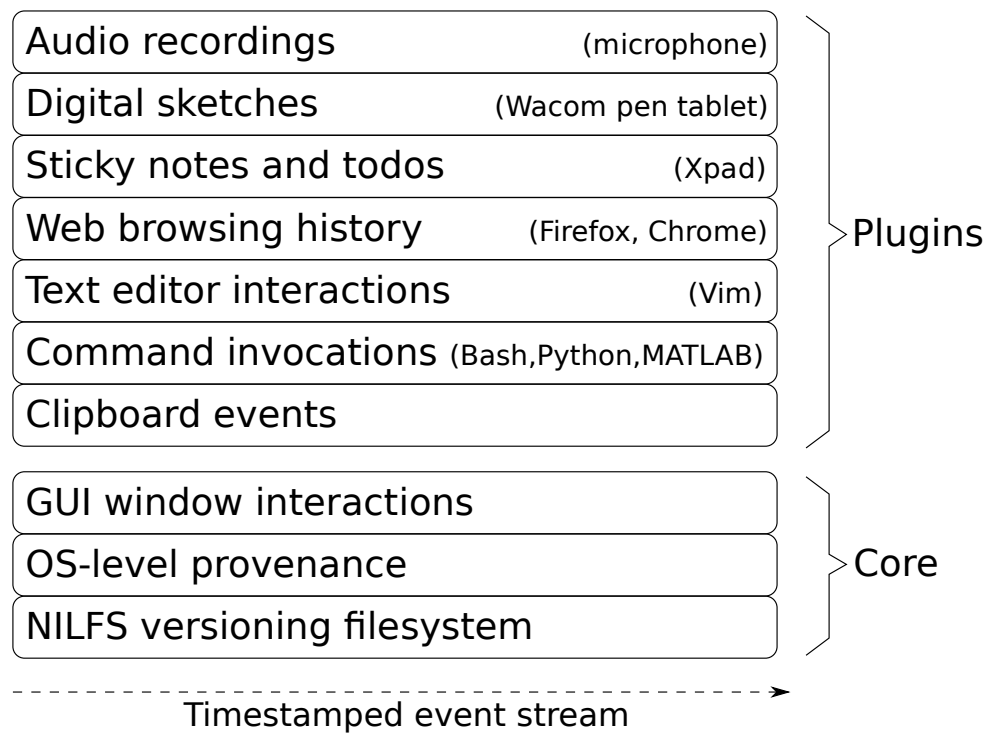 Audio recordings (microphone)
Digital sketches (Wacom pen tablet)
Sticky notes and todos (Xpad)
Web browsing history (Firefox, Chrome)
Plugins
Text editor interactions (Vim)
Command invocations (Bash,Python,MATLAB)
Clipboard events
GUI window interactions
OS-level provenance
Core
NILFS versioning filesystem
Timestamped event stream